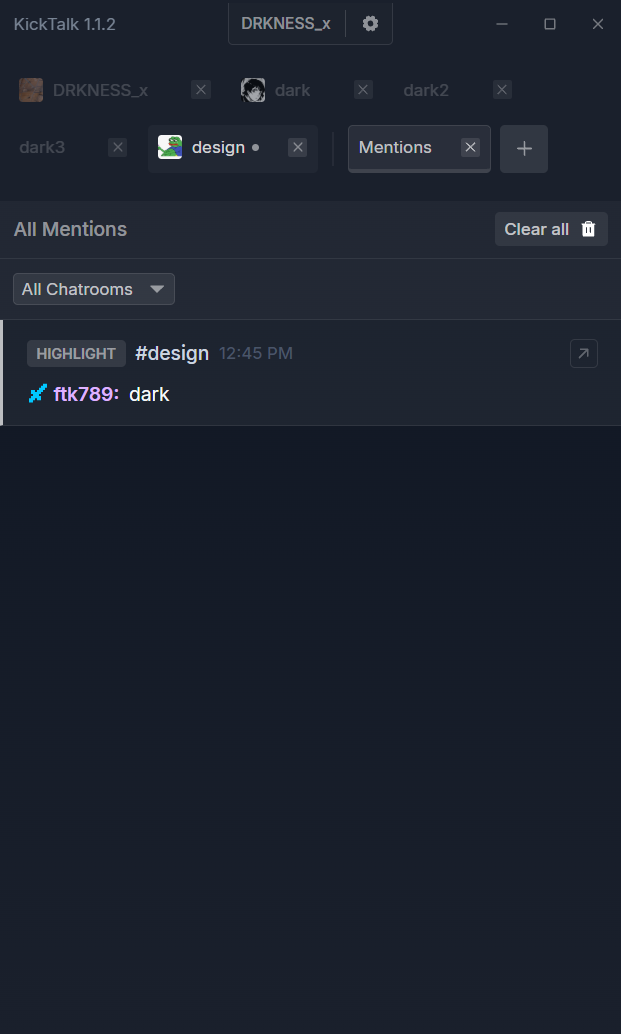 KickTalk 1.1.2
DRKNESS_x
DRKNESS_x
dark
dark2
dark3
design
Mentions
All Mentions
Clear all
All Chatrooms
HIGHLIGHT #design 12:45 PM
ftk789: dark